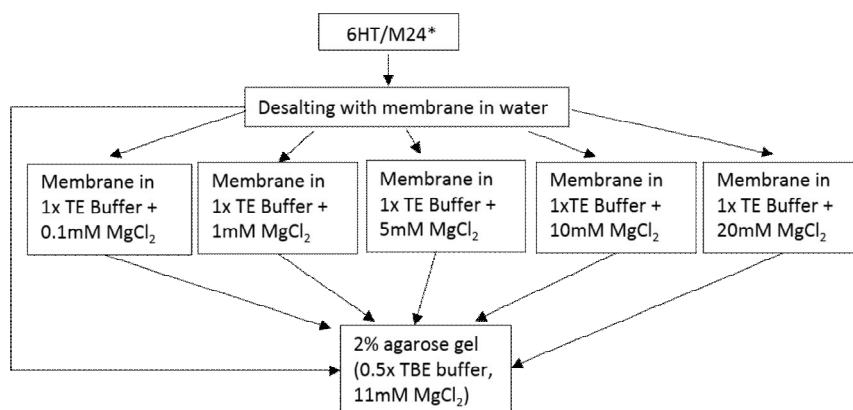 6HT/M24*
Desalting with membrane in water
Membrane in
1x TE Buffer +
0.1mM MgCl₂
Membrane in
1x TE Buffer +
1mM MgCl₂
Membrane in
1x TE Buffer +
5mM MgCl₂
Membrane in
1xTE Buffer +
10mM MgCl₂
Membrane in
1x TE Buffer +
20mM MgCl₂
2% agarose gel
(0.5x TBE buffer,
11mM MgCl₂)